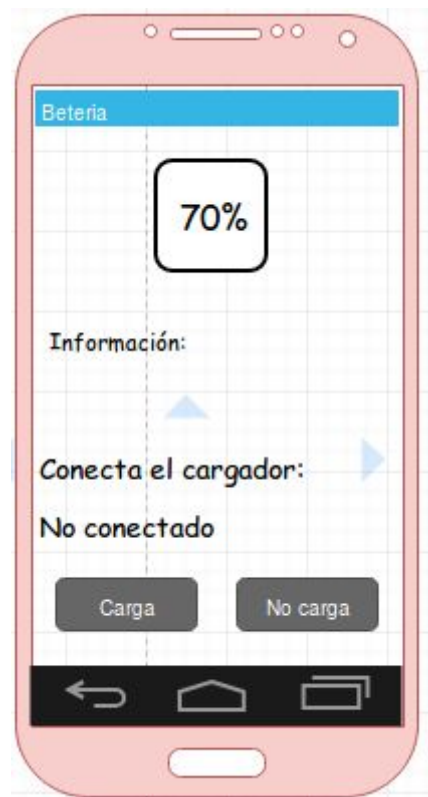 Beteria
70%
Información:
Conecta el cargador:
No conectado
Carga
No carga